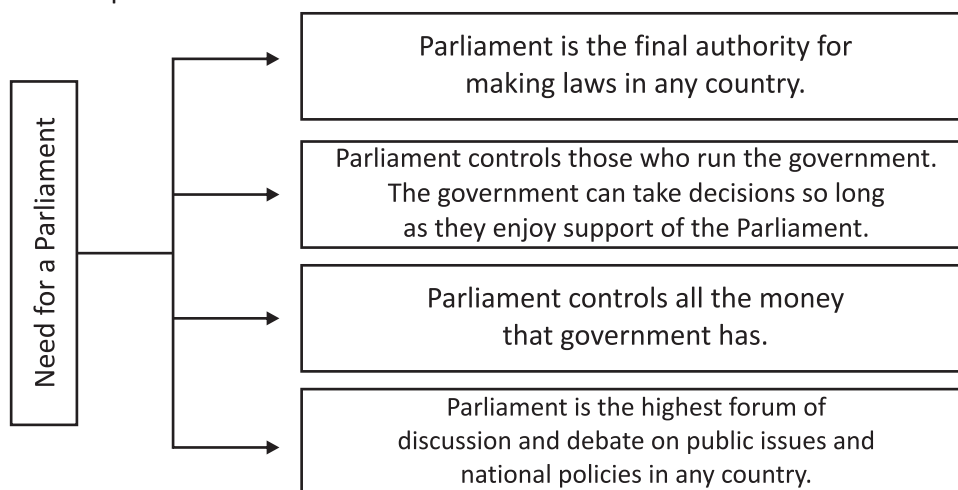 Need for a Parliament
Parliament is the final authority for
making laws in any country.
Parliament controls those who run the government.
The government can take decisions so long
as they enjoy support of the Parliament.
Parliament controls all the money
that government has.
Parliament is the highest forum of
discussion and debate on public issues and
national policies in any country.